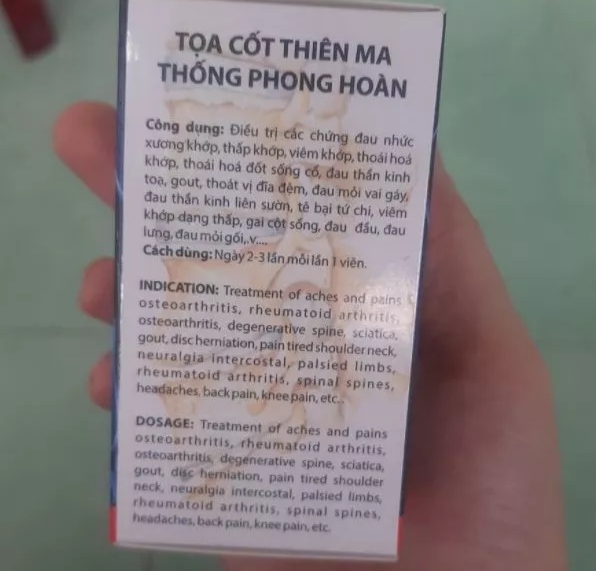 TỌA CỐT THIÊN MA
THỐNG PHONG HOÀN
Công dụng: Điều trị các chứng đau nhức
xương khớp, thấp khớp, viêm khớp, thoái hoá
khớp, thoái hoá đốt sống cổ, đau thần kinh
toạ, gout, thoát vị đĩa đệm, đau mỏi vai gáy,
đau thần kinh liên sườn, tê bại tứ chi, viêm
khớp dạng thấp, gai cột sống, đau đầu, đau
lưng, đau mỏi gối,.v....
Cách dùng: Ngày 2-3 lần mỗi lần 1 viên.
INDICATION: Treatment of aches and pains
osteoarthritis, rheumatoid arthritis,
osteoarthritis, degenerative spine, sciatica,
gout, disc herniation, pain tired shoulder neck,
neuralgia intercostal, palsied limbs,
rheumatoid arthritis, spinal spines,
headaches, back pain, knee pain, etc..
DOSAGE: Treatment of aches and pains
osteoarthritis, rheumatoid arthritis,
osteoarthritis, degenerative spine, sciatica,
gout, disc herniation, pain tired shoulder
neck, neuralgia intercostal, palsied limbs,
rheumatoid arthritis, spinal spines,
headaches, back pain, knee pain, etc.